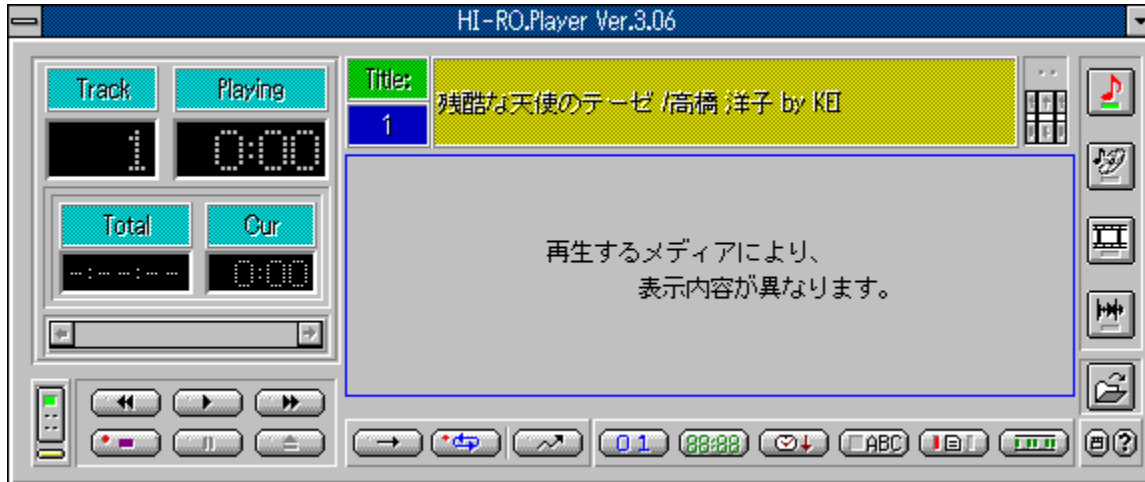 HI-RO.Player Ver.3.06
Track
Playing
1
0:00
Total
Cur
--:--:--
0:00
Title:
1
残酷な天使のテーゼ /高橋 洋子 by KEI
再生するメディアにより、
表示内容が異なります。
01
88:88
ABC
?